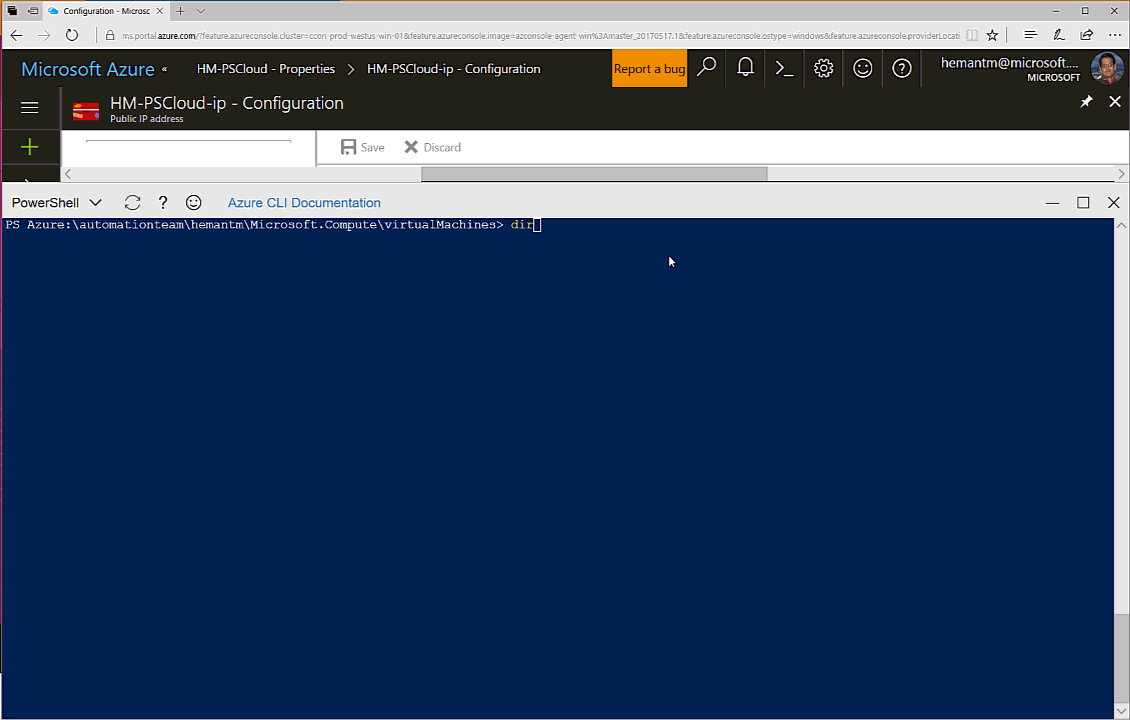 Configuration - Microsc
ms.portal.azure.com/?feature.azureconsole.cluster=ccon-prod-westus-win-01&feature.azureconsole.image=azconsole-agent-win%3Amaster_20170517.1&feature.azureconsole.ostype=windows&feature.azureconsole.providerLocati
Microsoft Azure «
HM-PSCloud - Properties > HM-PSCloud-ip - Configuration
Report a bug
hemantm@microsoft....
MICROSOFT
HM-PSCloud-ip - Configuration
Public IP address
Save
Discard
PowerShell
?
Azure CLI Documentation
PS Azure:\automationteam\hemantm\Microsoft.Compute\virtualMachines> dir